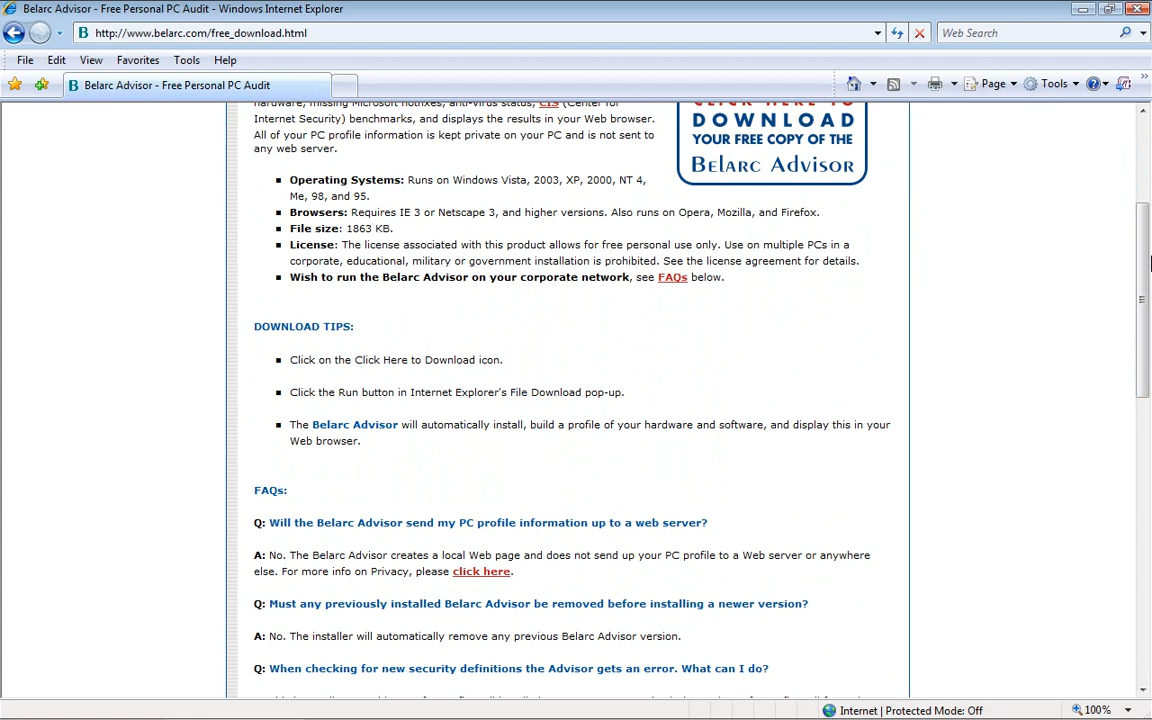 Belarc Advisor - Free Personal PC Audit - Windows Internet Explorer
B http://www.belarc.com/free_download.html
Web Search
File Edit View Favorites Tools Help
B Belarc Advisor - Free Personal PC Audit
Page Tools
hardware, missing Microsoft hotfixes, anti-virus status, CIS (Center for
Internet Security) benchmarks, and displays the results in your Web browser.
All of your PC profile information is kept private on your PC and is not sent to
any web server.
CLICK HERE TO
DOWNLOAD
YOUR FREE COPY OF THE
Belarc Advisor
Operating Systems: Runs on Windows Vista, 2003, XP, 2000, NT 4,
Me, 98, and 95.
Browsers: Requires IE 3 or Netscape 3, and higher versions. Also runs on Opera, Mozilla, and Firefox.
File size: 1863 KB.
License: The license associated with this product allows for free personal use only. Use on multiple PCs in a
corporate, educational, military or government installation is prohibited. See the license agreement for details.
Wish to run the Belarc Advisor on your corporate network, see FAQs below.
DOWNLOAD TIPS:
Click on the Click Here to Download icon.
Click the Run button in Internet Explorer's File Download pop-up.
The Belarc Advisor will automatically install, build a profile of your hardware and software, and display this in your
Web browser.
FAQs:
Q: Will the Belarc Advisor send my PC profile information up to a web server?
A: No. The Belarc Advisor creates a local Web page and does not send up your PC profile to a Web server or anywhere
else. For more info on Privacy, please click here.
Q: Must any previously installed Belarc Advisor be removed before installing a newer version?
A: No. The installer will automatically remove any previous Belarc Advisor version.
Q: When checking for new security definitions the Advisor gets an error. What can I do?
Internet | Protected Mode: Off
100%